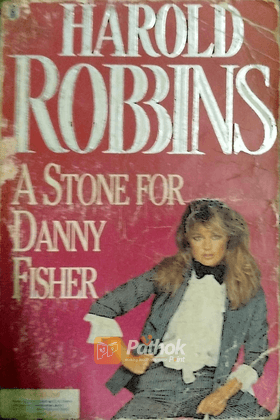 HAROLD
ROBBINS
A STONE FOR
DANNY
FISHER
Pathok